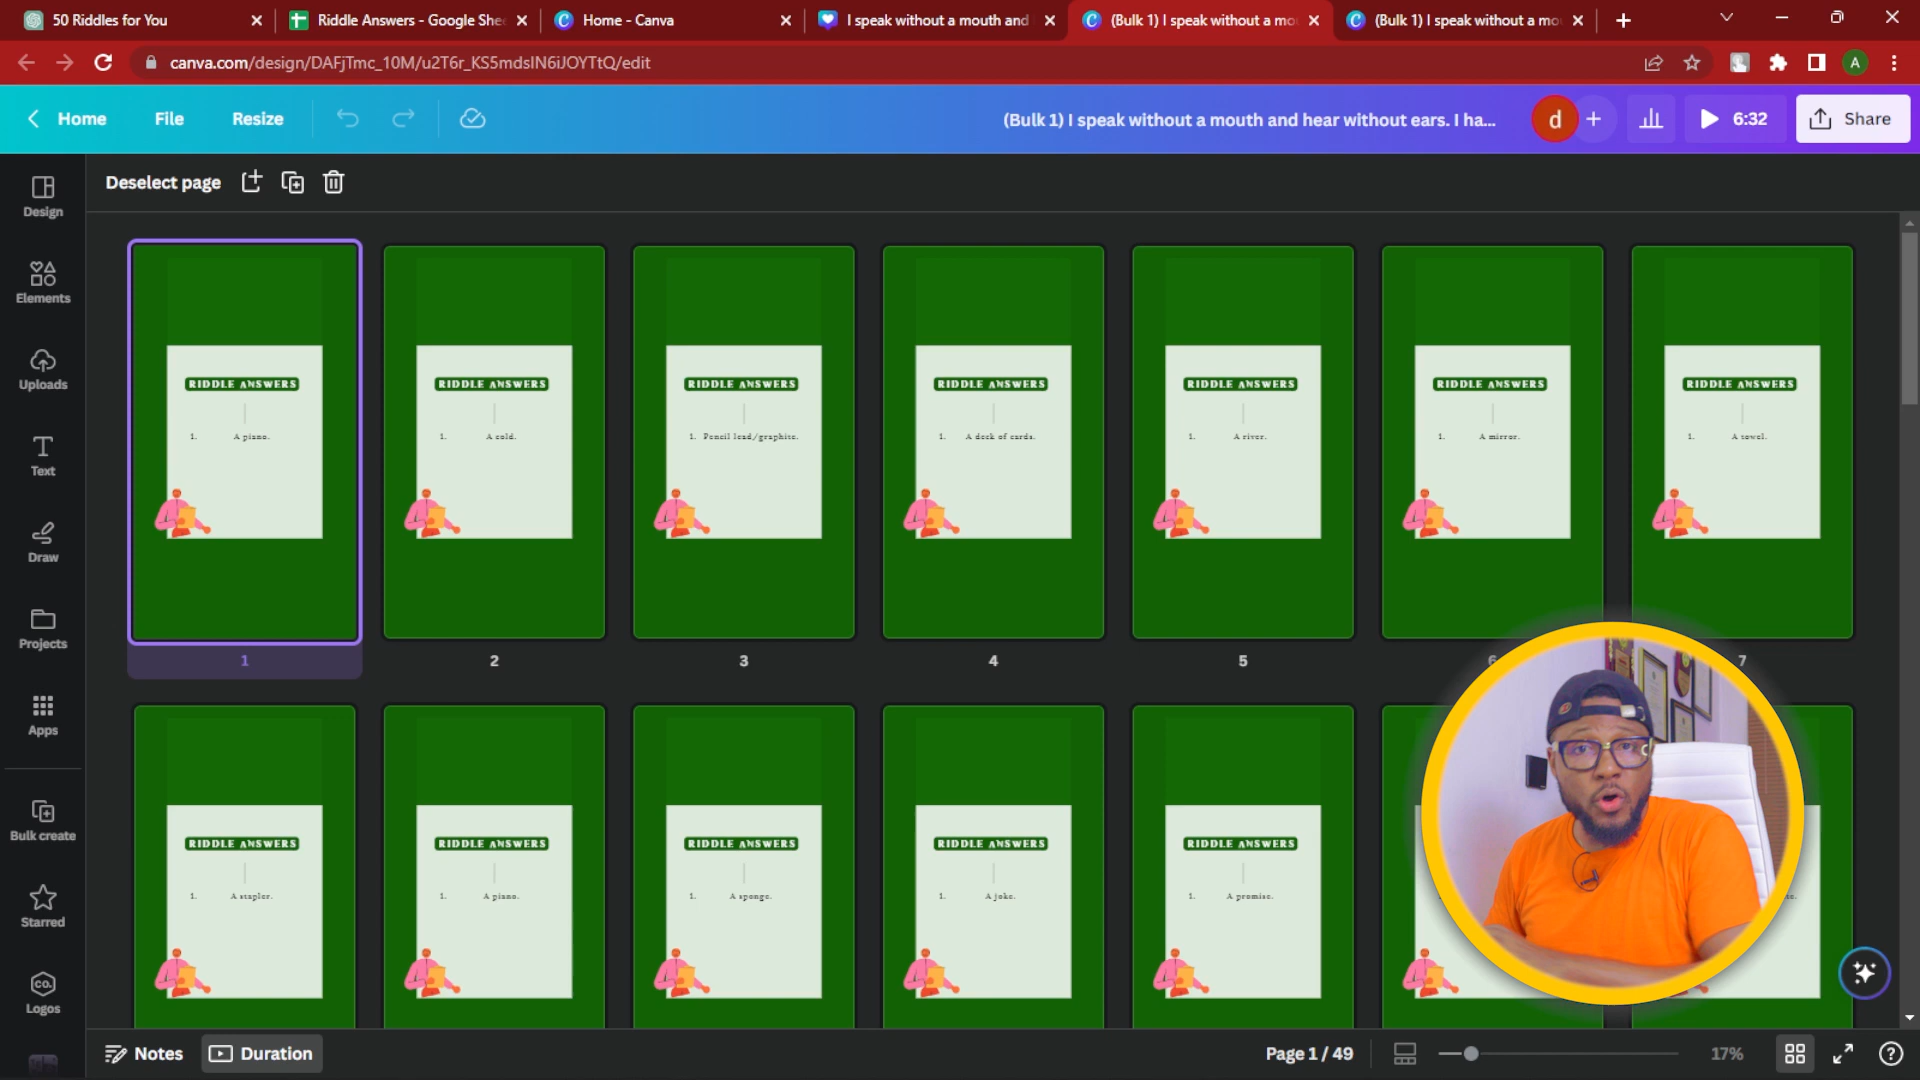 50 Riddles for You
Riddle Answers - Google Shee
Home - Canva
I speak without a mouth and
(Bulk 1) I speak without a mo
(Bulk 1) I speak without a mo
canva.com/design/DAFjTmc_10M/u2T6r_KS5mdsIN6iJOYTtQ/edit
A
Home
File
Resize
(Bulk 1) I speak without a mouth and hear without ears. I ha...
d
6:32
Share
Deselect page
Design
Elements
Uploads
Text
Draw
Projects
Apps
Bulk create
Starred
CO.
Logos
RIDDLE ANSWERS
1. A piano.
1
RIDDLE ANSWERS
1. A cold.
2
RIDDLE ANSWERS
1. Pencil lead/graphite.
3
RIDDLE ANSWERS
1. A deck of cards.
4
RIDDLE ANSWERS
1. A river.
5
RIDDLE ANSWERS
1. A mirror.
6
RIDDLE ANSWERS
1. A towel.
7
RIDDLE ANSWERS
1. A stapler.
RIDDLE ANSWERS
1. A piano.
RIDDLE ANSWERS
1. A sponge.
RIDDLE ANSWERS
1. A joke.
RIDDLE ANSWERS
1. A promise.
Notes
Duration
Page 1 / 49
17%